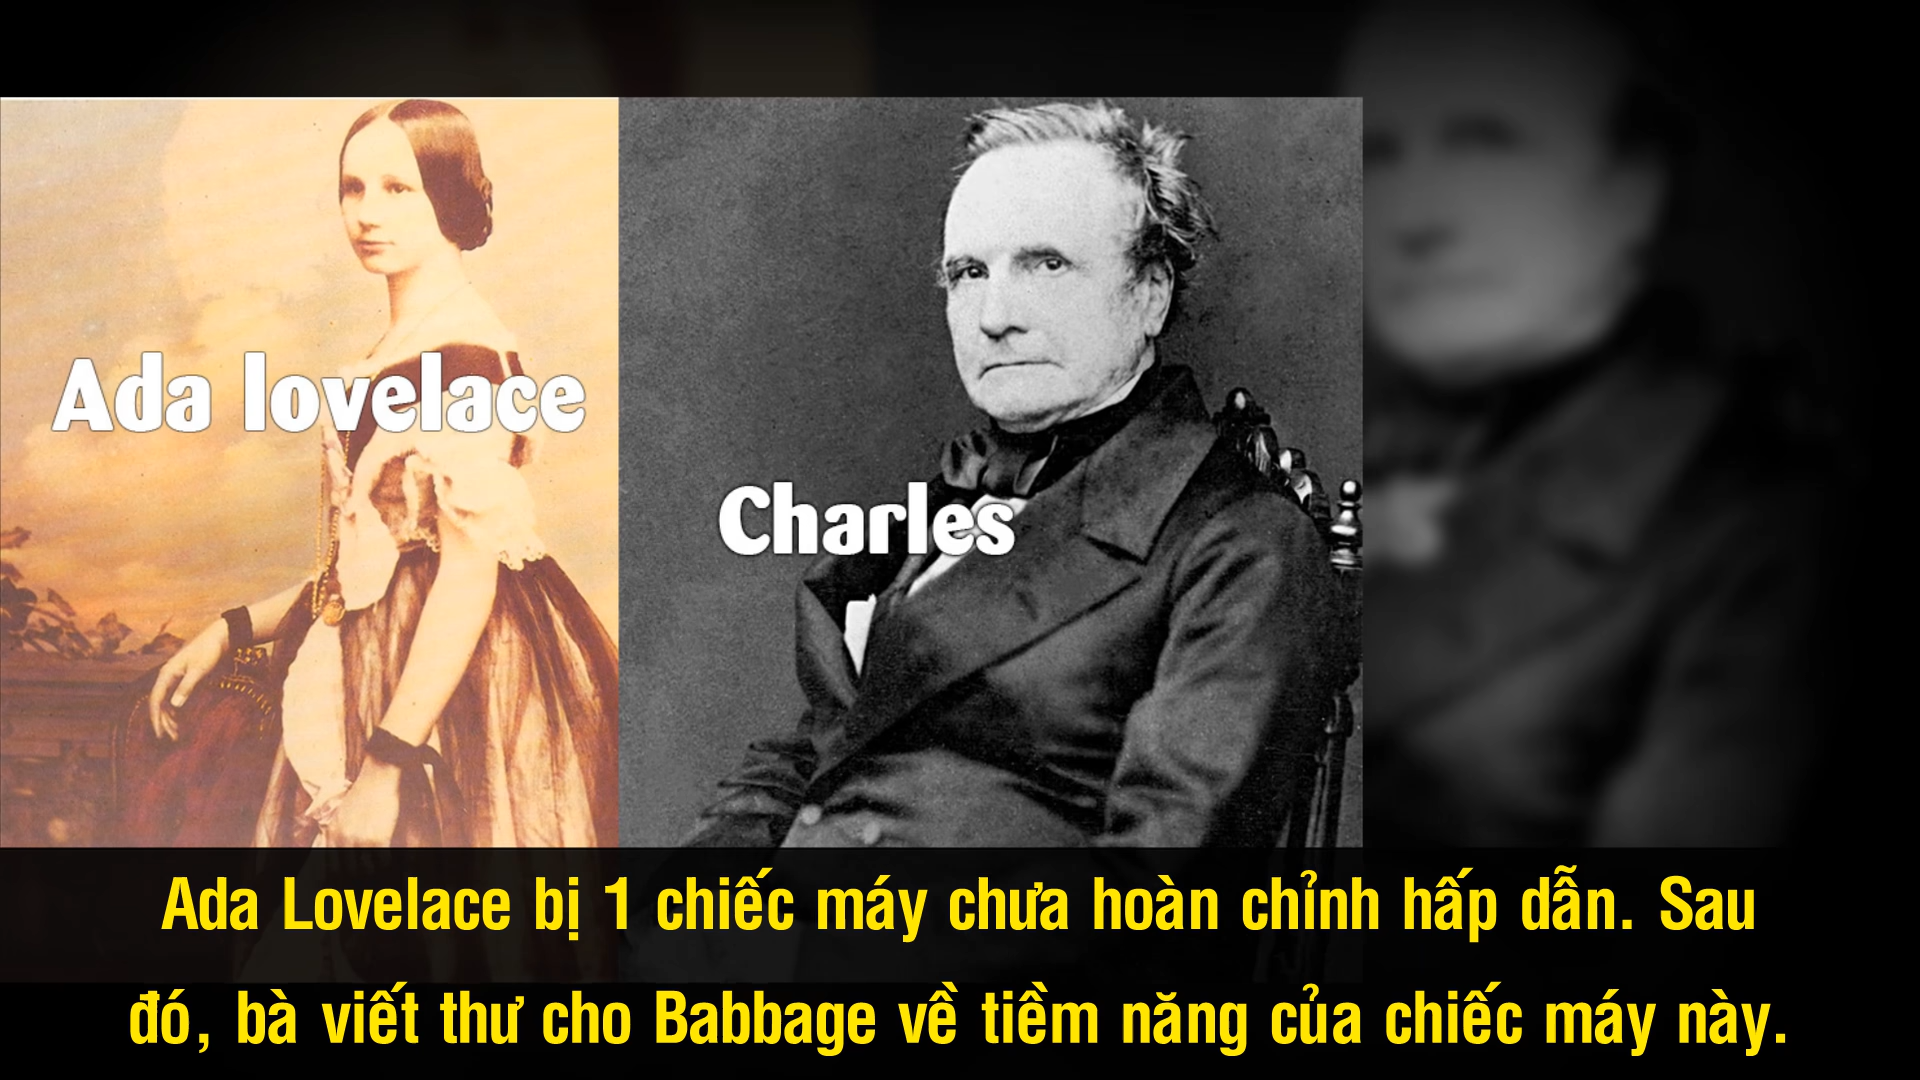 Ada lovelace
Charles
Ada Lovelace bị 1 chiếc máy chưa hoàn chỉnh hấp dẫn. Sau
đó, bà viết thư cho Babbage về tiềm năng của chiếc máy này.